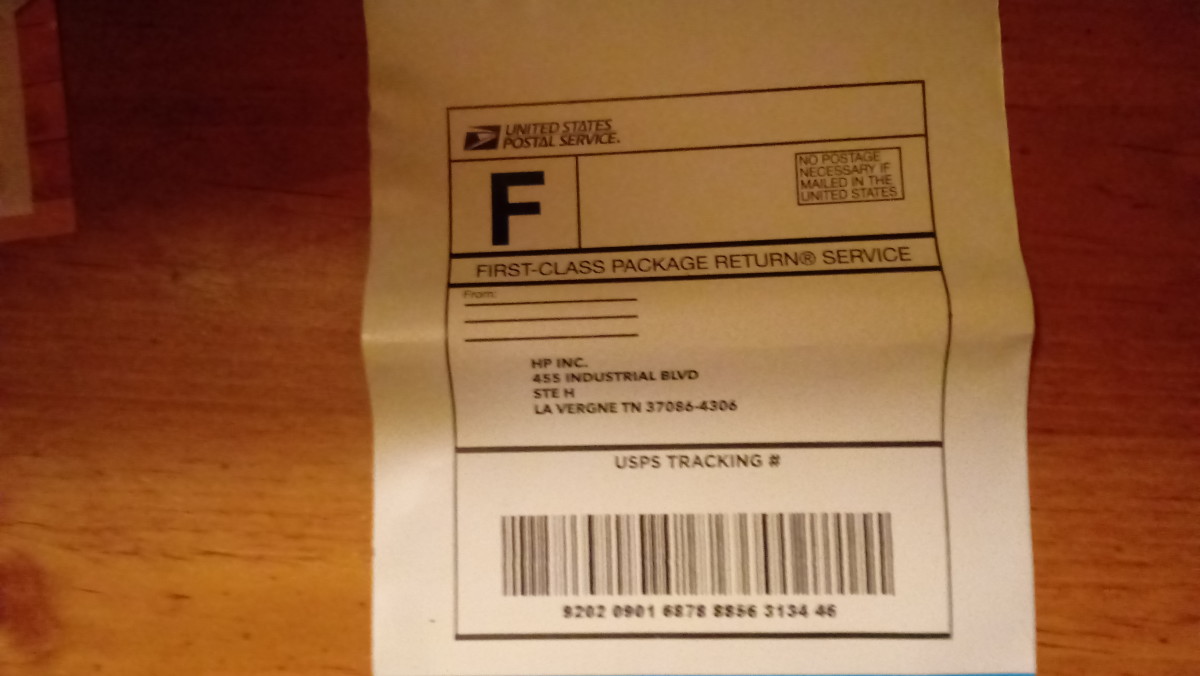 UNITED STATES
POSTAL SERVICE.
F
NO POSTAGE
NECESSARY IF
MAILED IN THE
UNITED STATES
FIRST-CLASS PACKAGE RETURN® SERVICE
From:
HP INC.
455 INDUSTRIAL BLVD
STE H
LA VERGNE TN 37086-4306
USPS TRACKING #
9202 0901 6878 8856 3134 46